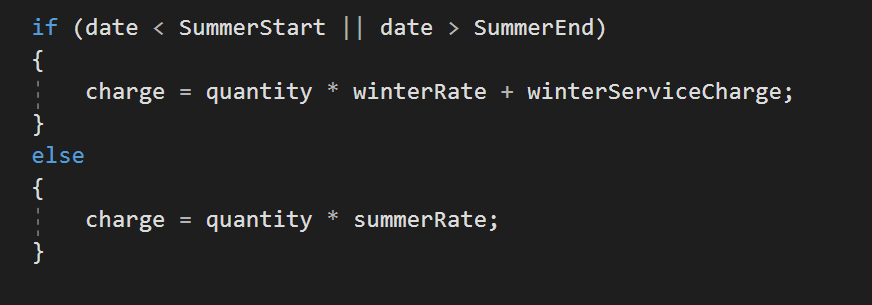 if (date < SummerStart || date > SummerEnd)
{
    charge = quantity * winterRate + winterServiceCharge;
}
else
{
    charge = quantity * summerRate;
}